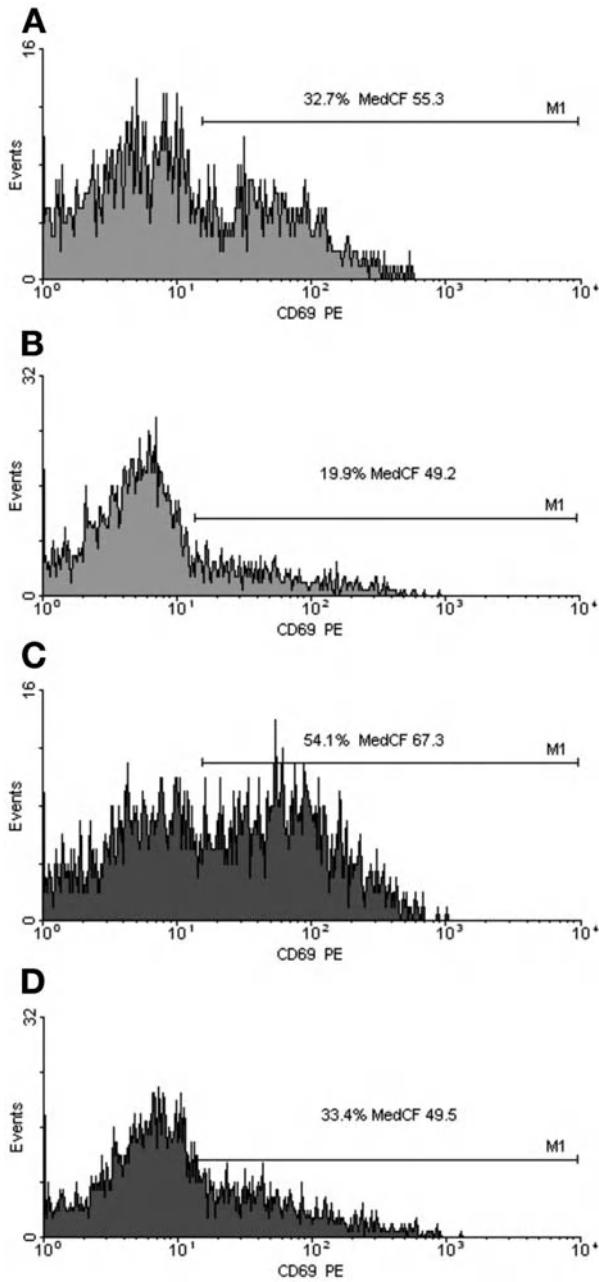 A
16
32.7% MedCF 55.3
M1
Events
0
10⁰ 10¹ 10² 10³ 10⁴
CD69 PE
B
32
19.9% MedCF 49.2
M1
Events
0
10⁰ 10¹ 10² 10³ 10⁴
CD69 PE
C
16
54.1% MedCF 67.3
M1
Events
0
10⁰ 10¹ 10² 10³ 10⁴
CD69 PE
D
32
33.4% MedCF 49.5
M1
Events
0
10⁰ 10¹ 10² 10³ 10⁴
CD69 PE